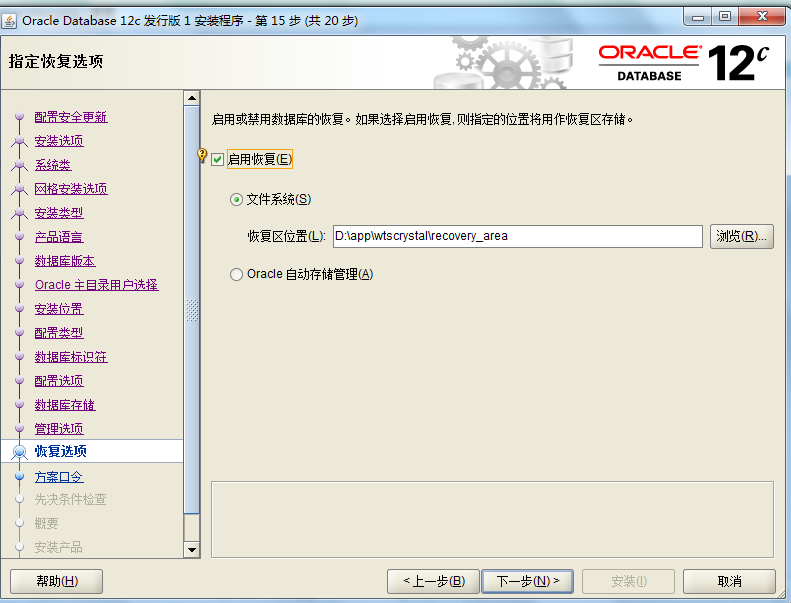 Oracle Database 12c 发行版 1 安装程序 - 第 15 步 (共 20 步)
指定恢复选项
ORACLE
DATABASE
12c
配置安全更新
安装选项
系统类
网格安装选项
安装类型
产品语言
数据库版本
Oracle 主目录用户选择
安装位置
配置类型
数据库标识符
配置选项
数据库存储
管理选项
恢复选项
方案口令
先决条件检查
概要
安装产品
启用或禁用数据库的恢复。如果选择启用恢复,则指定的位置将用作恢复区存储。
启用恢复(E)
文件系统(S)
恢复区位置(L): D:\app\wtscrystal\recovery_area 浏览(R)...
Oracle 自动存储管理(A)
帮助(H) < 上一步(B) 下一步(N) > 安装(I) 取消